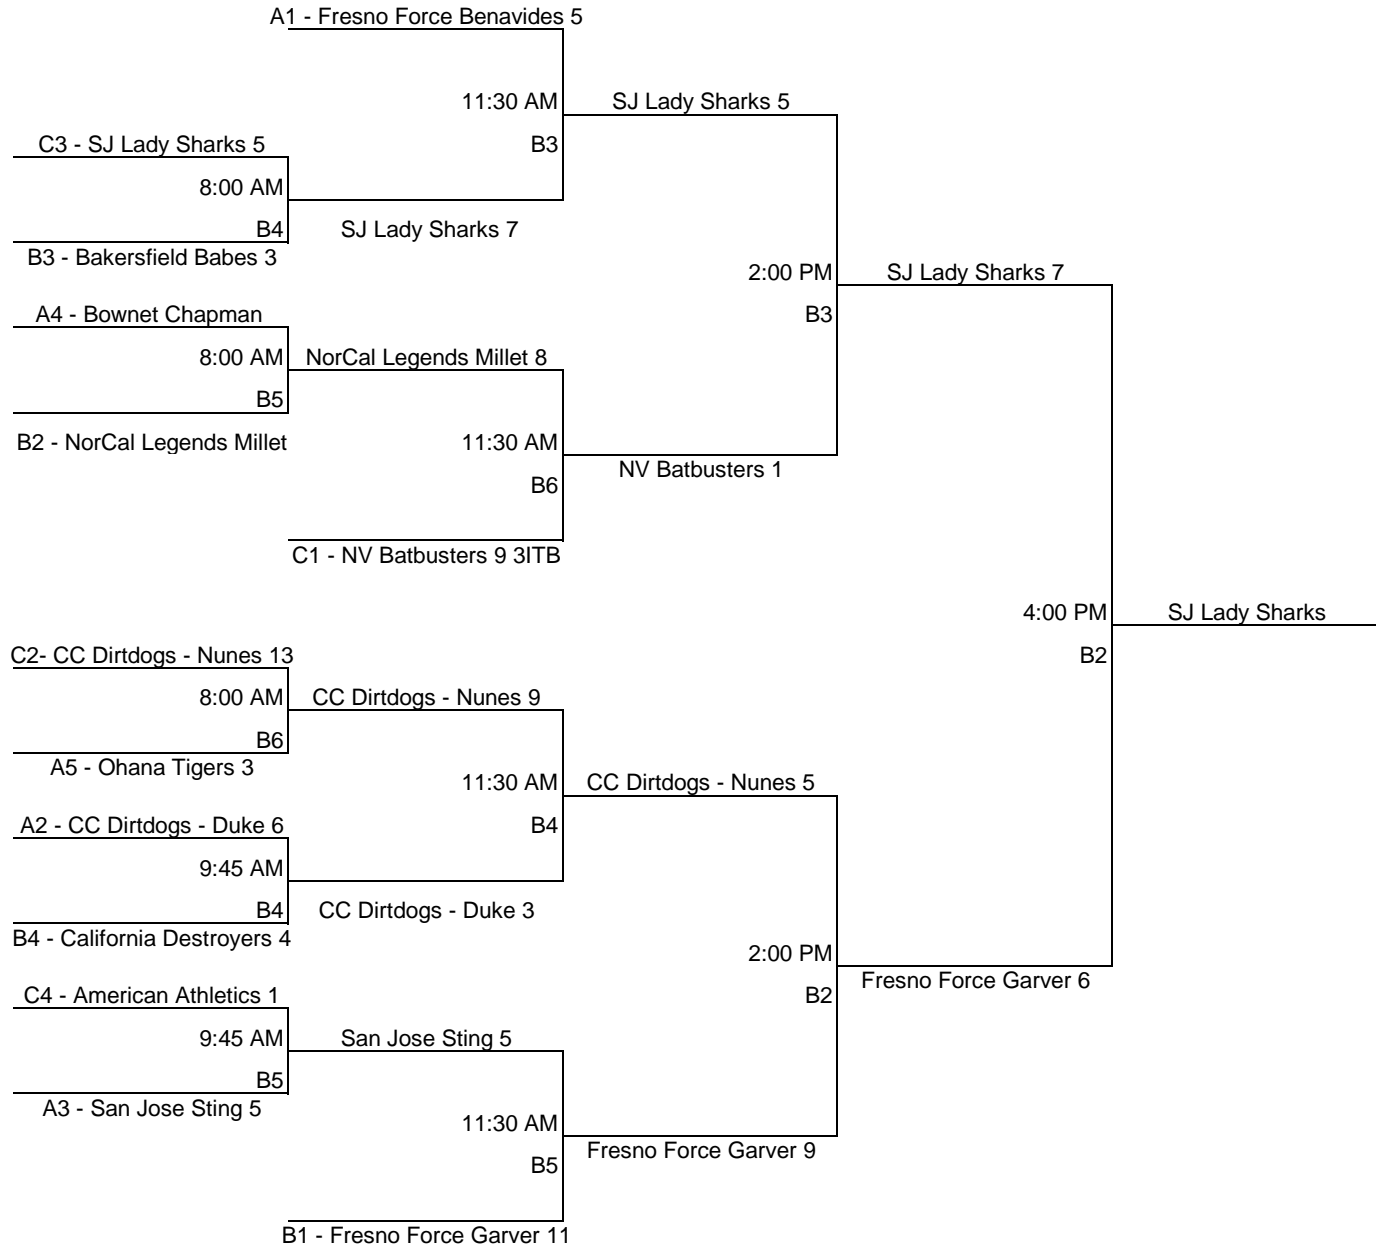 A1 - Fresno Force Benavides 5
11:30 AM
SJ Lady Sharks 5
C3 - SJ Lady Sharks 5
B3
8:00 AM
B4
SJ Lady Sharks 7
B3 - Bakersfield Babes 3
2:00 PM
SJ Lady Sharks 7
A4 - Bownet Chapman
B3
8:00 AM
NorCal Legends Millet 8
B5
B2 - NorCal Legends Millet
11:30 AM
NV Batbusters 1
B6
C1 - NV Batbusters 9 3ITB
4:00 PM
SJ Lady Sharks
C2- CC Dirtdogs - Nunes 13
B2
8:00 AM
CC Dirtdogs - Nunes 9
B6
A5 - Ohana Tigers 3
11:30 AM
CC Dirtdogs - Nunes 5
A2 - CC Dirtdogs - Duke 6
B4
9:45 AM
B4
CC Dirtdogs - Duke 3
B4 - California Destroyers 4
2:00 PM
Fresno Force Garver 6
C4 - American Athletics 1
B2
9:45 AM
San Jose Sting 5
B5
A3 - San Jose Sting 5
11:30 AM
Fresno Force Garver 9
B5
B1 - Fresno Force Garver 11